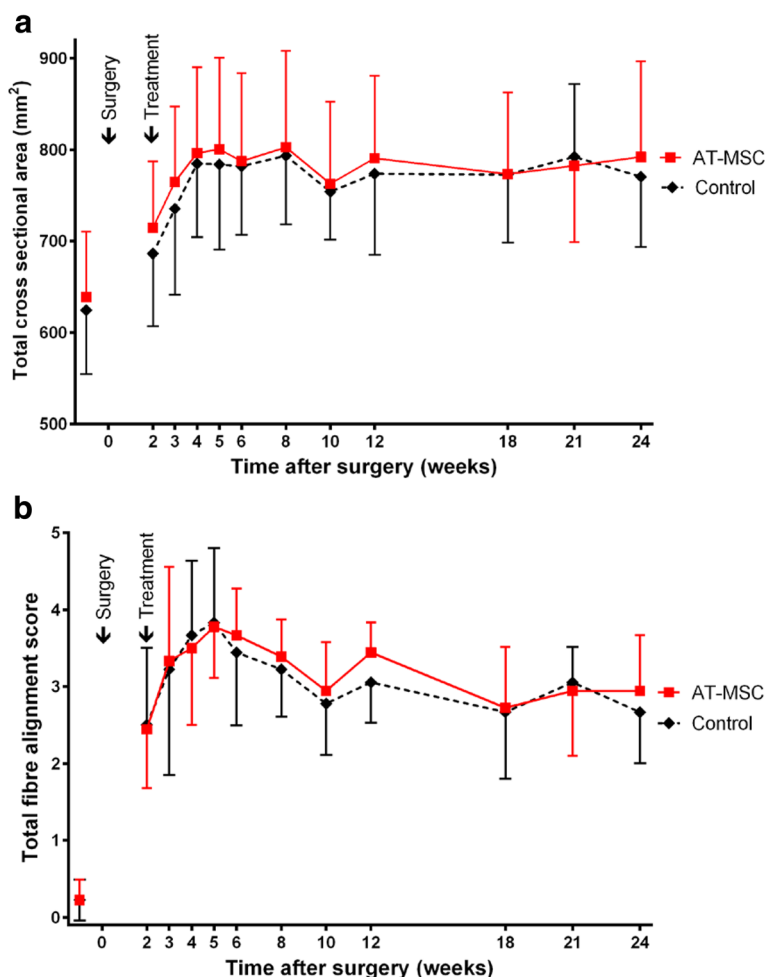 a
Total cross sectional area (mm²)
900
800
700
600
500
Surgery
Treatment
AT-MSC
Control
0 2 3 4 5 6 8 10 12 18 21 24
Time after surgery (weeks)
b
Total fibre alignment score
5
4
3
2
1
0
Surgery
Treatment
AT-MSC
Control
0 2 3 4 5 6 8 10 12 18 21 24
Time after surgery (weeks)